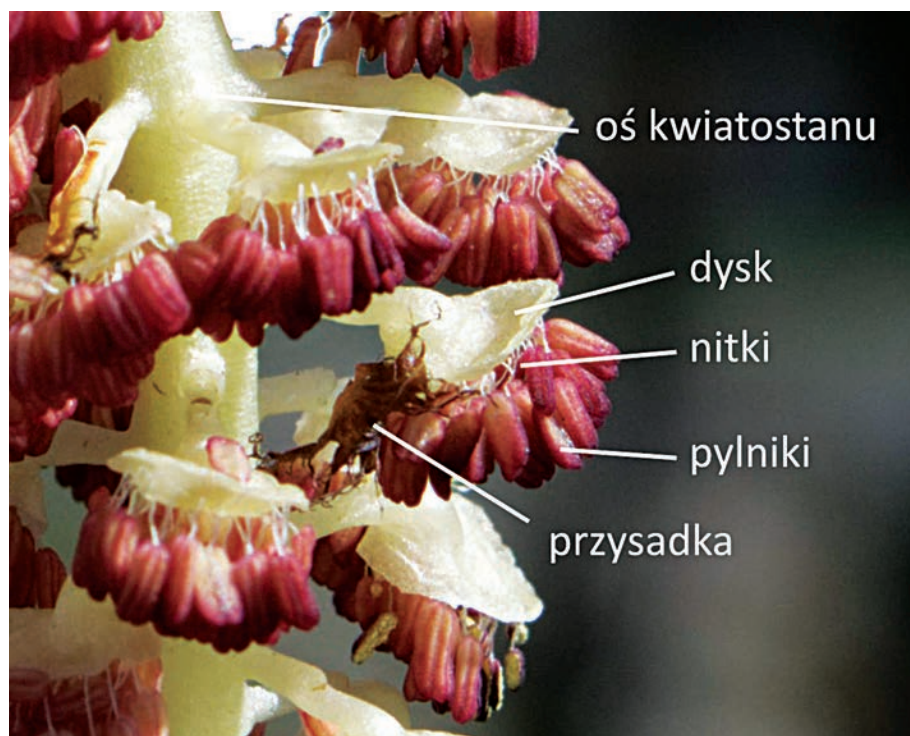 oś kwiatostanu
dysk
nitki
pylniki
przysadka